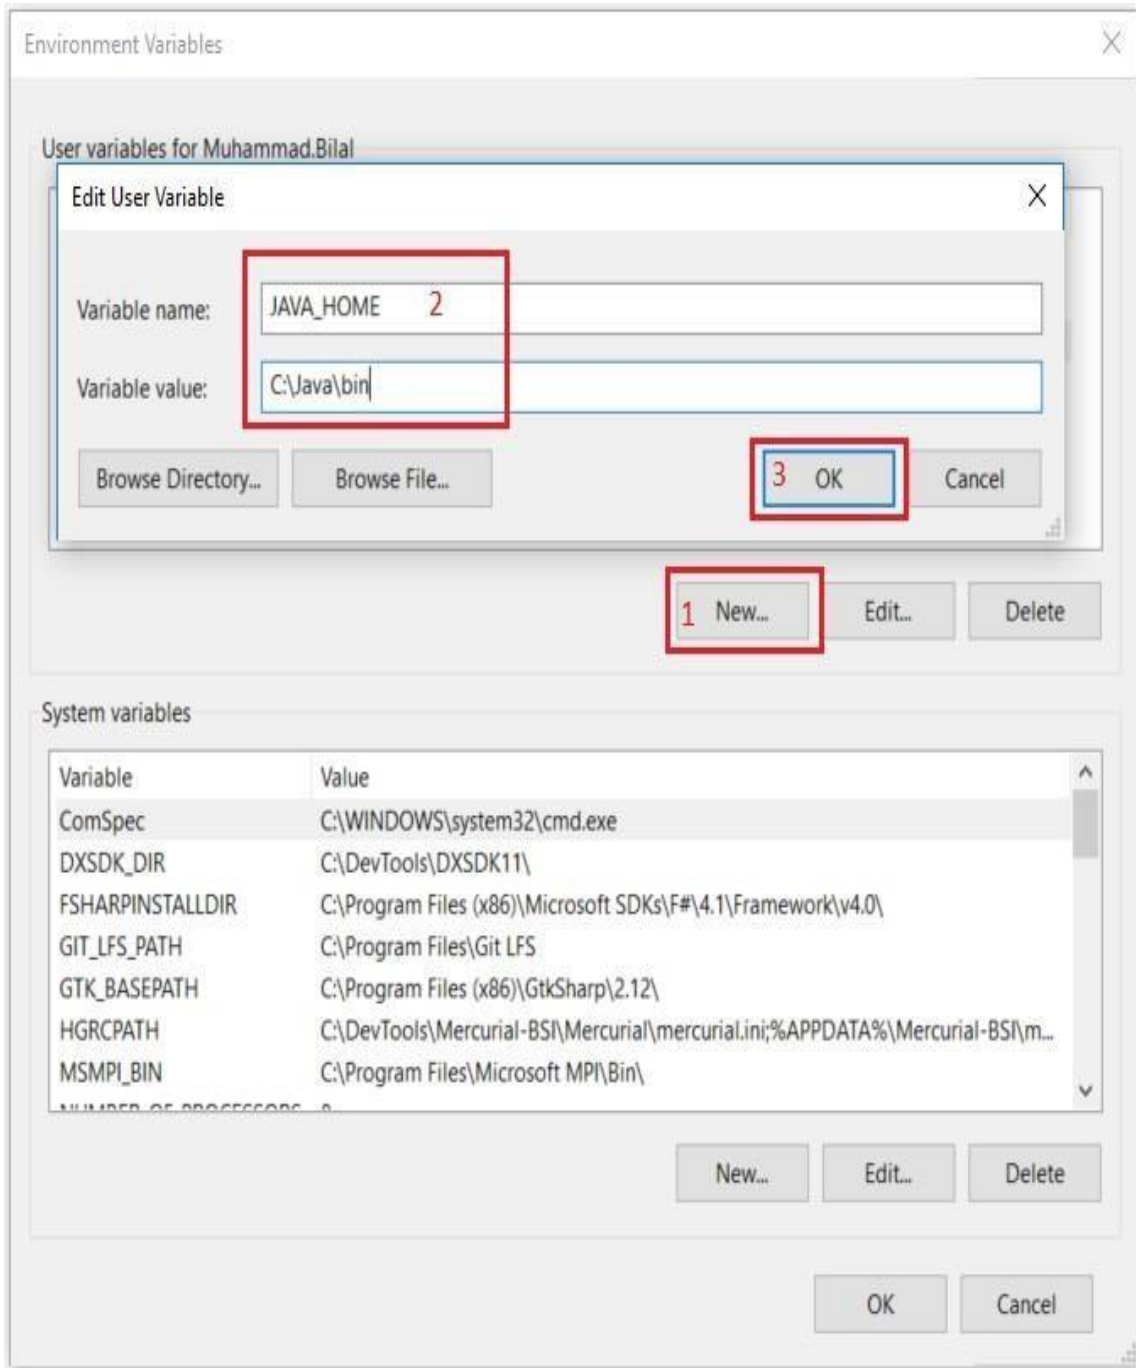 Environment Variables
User variables for Muhammad.Bilal
Edit User Variable
Variable name: JAVA_HOME 2
Variable value: C:\Java\bin
Browse Directory... Browse File... 3 OK Cancel
1 New... Edit... Delete
System variables
Variable Value
ComSpec C:\WINDOWS\system32\cmd.exe
DXSDK_DIR C:\DevTools\DXSDK11\
FSHARPINSTALLDIR C:\Program Files (x86)\Microsoft SDKs\F#\4.1\Framework\v4.0\
GIT_LFS_PATH C:\Program Files\Git LFS
GTK_BASEPATH C:\Program Files (x86)\GtkSharp\2.12\
HGRCPATH C:\DevTools\Mercurial-BSI\Mercurial\mercurial.ini;%APPDATA%\Mercurial-BSI\m...
MSMPI_BIN C:\Program Files\Microsoft MPI\Bin\
NUMBER_OF_PROCESSORS
New... Edit... Delete
OK Cancel